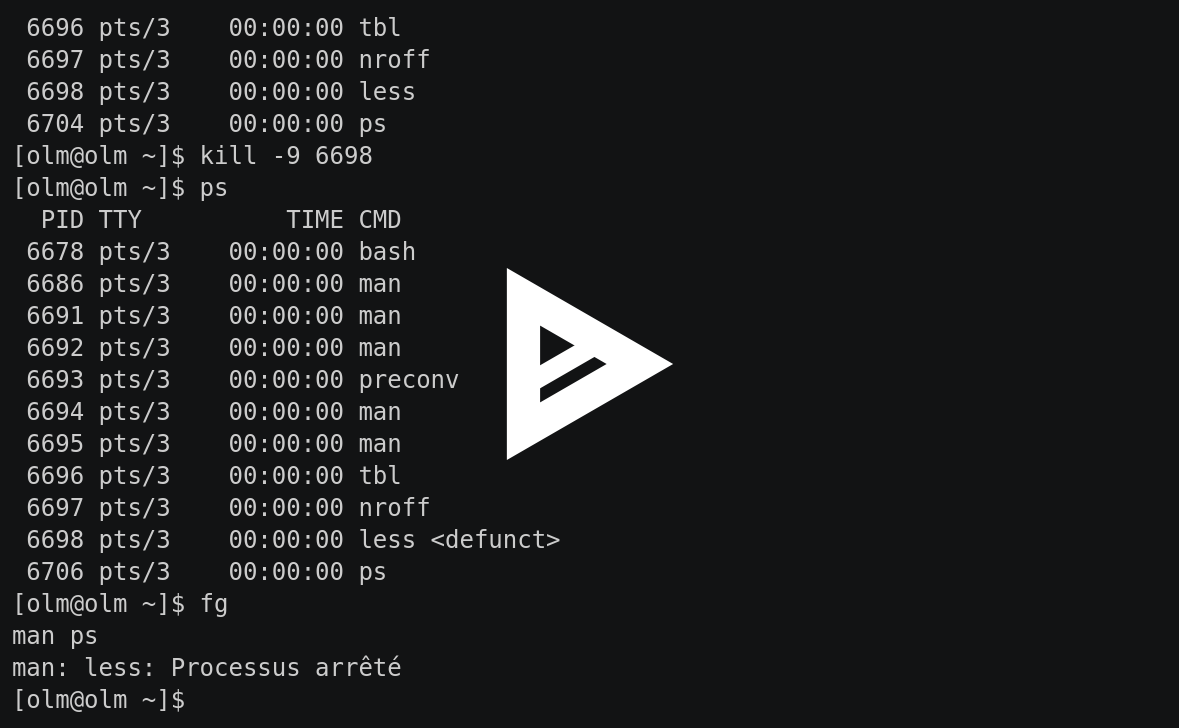 6696 pts/3    00:00:00 tbl
6697 pts/3    00:00:00 nroff
6698 pts/3    00:00:00 less
6704 pts/3    00:00:00 ps
[olm@olm ~]$ kill -9 6698
[olm@olm ~]$ ps
PID TTY          TIME CMD
6678 pts/3    00:00:00 bash
6686 pts/3    00:00:00 man
6691 pts/3    00:00:00 man
6692 pts/3    00:00:00 man
6693 pts/3    00:00:00 preconv
6694 pts/3    00:00:00 man
6695 pts/3    00:00:00 man
6696 pts/3    00:00:00 tbl
6697 pts/3    00:00:00 nroff
6698 pts/3    00:00:00 less <defunct>
6706 pts/3    00:00:00 ps
[olm@olm ~]$ fg
man ps
man: less: Processus arrêté
[olm@olm ~]$